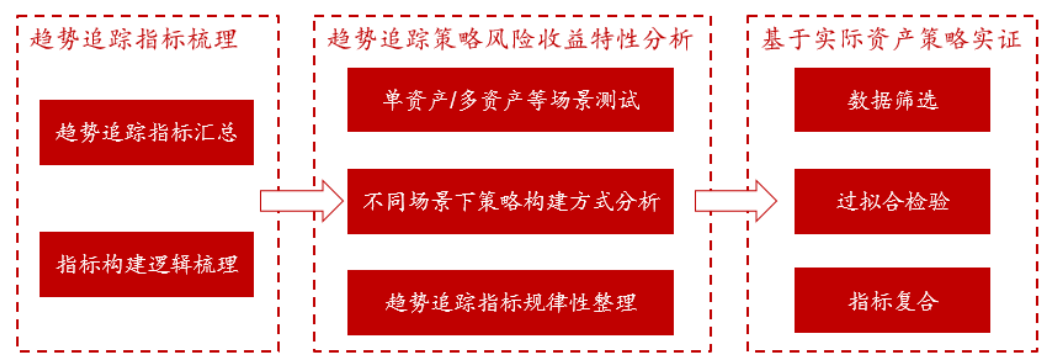 趋势追踪指标梳理
趋势追踪指标汇总
指标构建逻辑梳理
趋势追踪策略风险收益特性分析
单资产/多资产等场景测试
不同场景下策略构建方式分析
趋势追踪指标规律性整理
基于实际资产策略实证
数据筛选
过拟合检验
指标复合